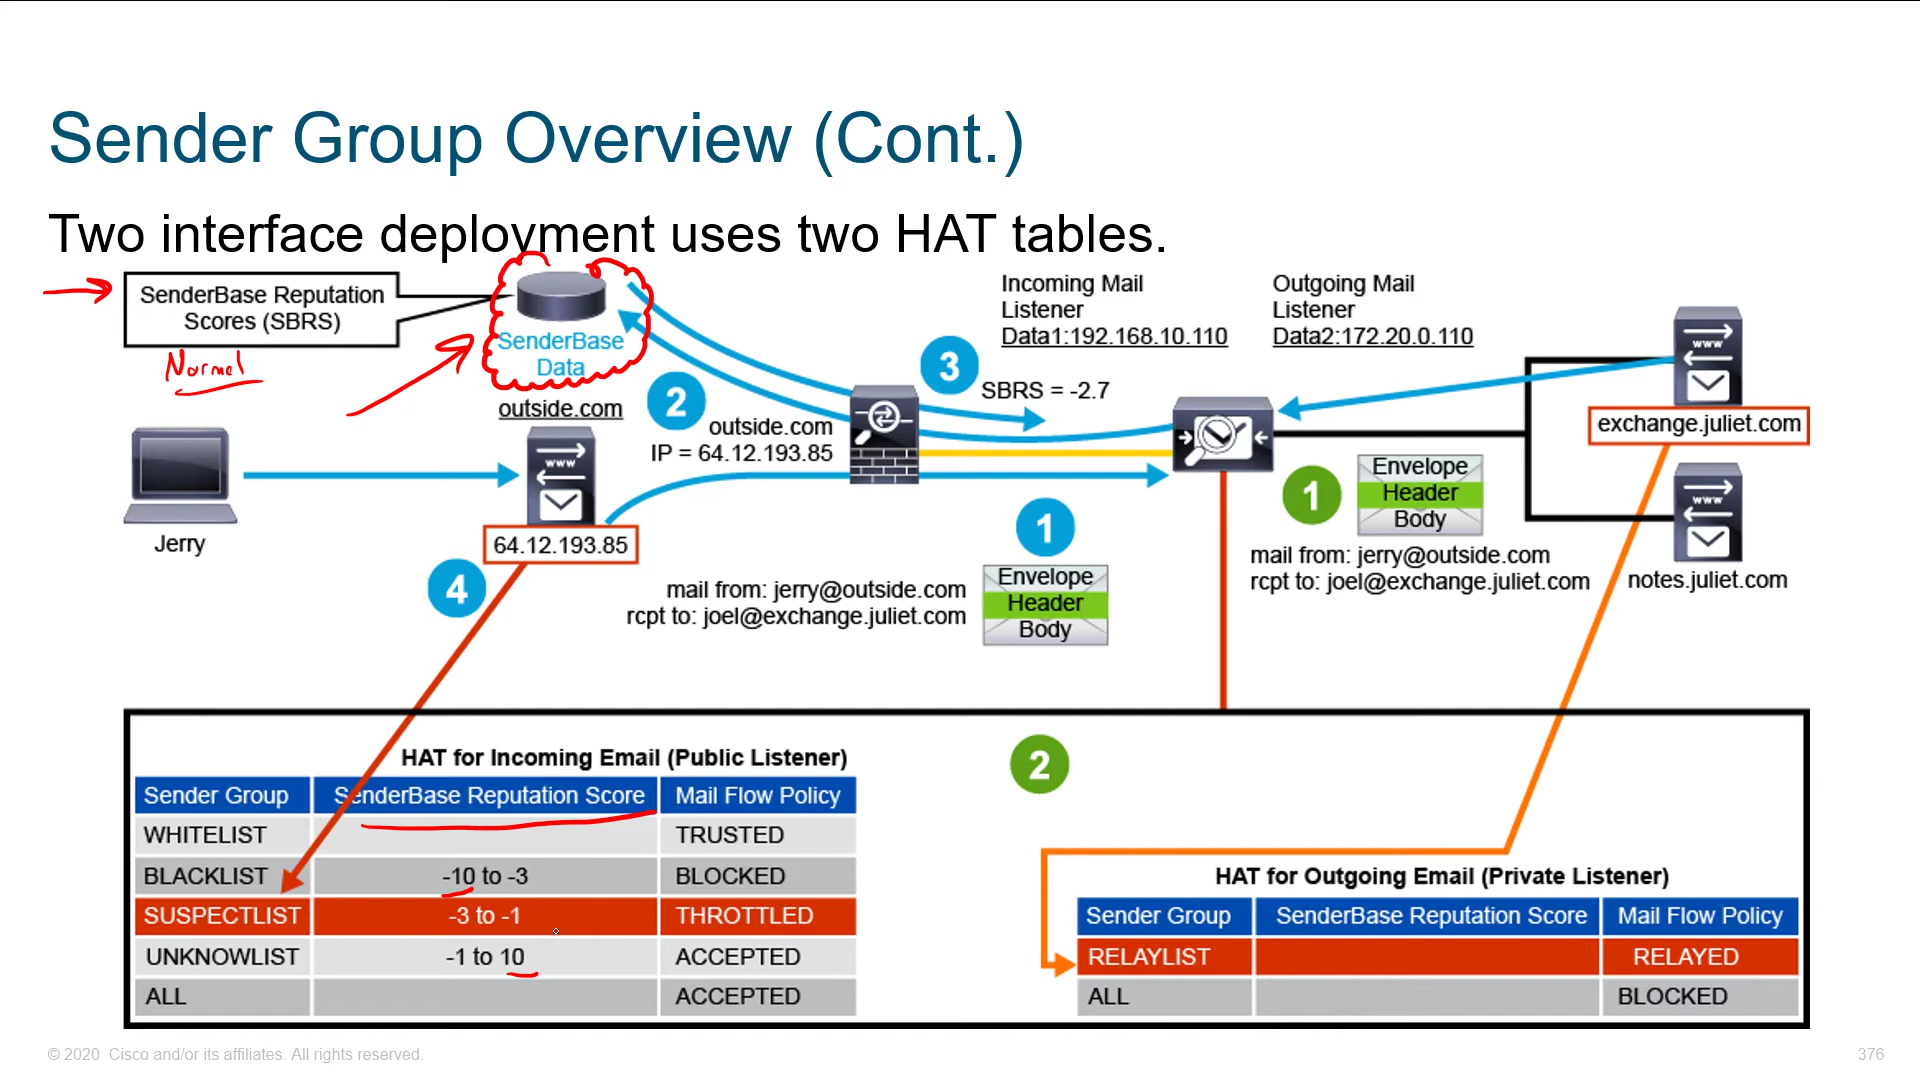 Sender Group Overview (Cont.)
Two interface deployment uses two HAT tables.
SenderBase Reputation
Scores (SBRS)
Normal
SenderBase
Data
outside.com
Incoming Mail
Listener
Data1:192.168.10.110
Outgoing Mail
Listener
Data2:172.20.0.110
3
SBRS = -2.7
2
outside.com
IP = 64.12.193.85
www
www
exchange.juliet.com
Jerry
64.12.193.85
4
1
mail from: jerry@outside.com
rcpt to: joel@exchange.juliet.com
Envelope
Header
Body
1
Envelope
Header
Body
mail from: jerry@outside.com
rcpt to: joel@exchange.juliet.com
www
notes.juliet.com
HAT for Incoming Email (Public Listener)
Sender Group SenderBase Reputation Score Mail Flow Policy
WHITELIST TRUSTED
BLACKLIST -10 to -3 BLOCKED
SUSPECTLIST -3 to -1 THROTTLED
UNKNOWLIST -1 to 10 ACCEPTED
ALL ACCEPTED
2
HAT for Outgoing Email (Private Listener)
Sender Group SenderBase Reputation Score Mail Flow Policy
RELAYLIST RELAYED
ALL BLOCKED
© 2020 Cisco and/or its affiliates. All rights reserved.
376